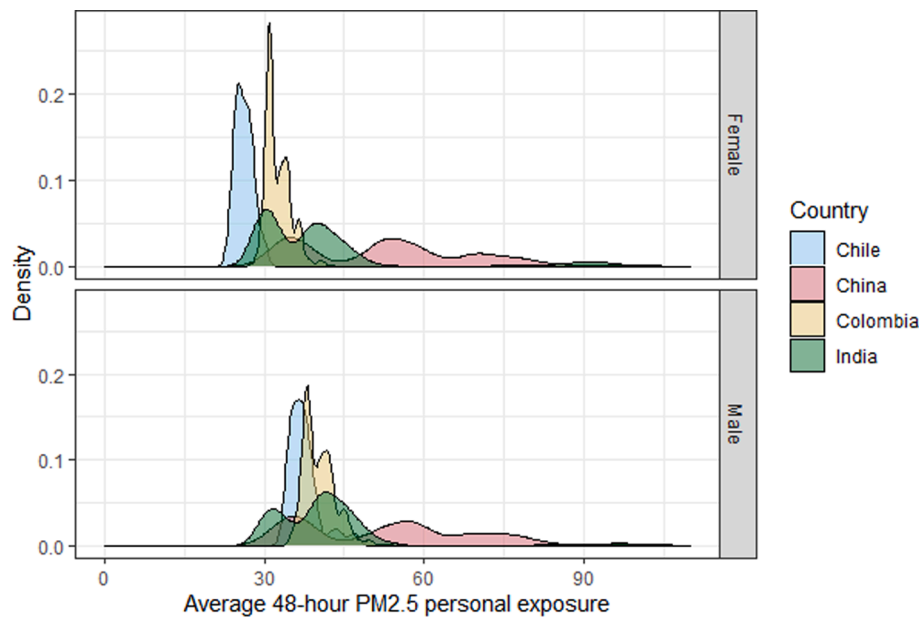 0.2
0.1
0.0
Female
0.2
0.1
0.0
Male
Density
0 30 60 90
Average 48-hour PM2.5 personal exposure
Country
Chile
China
Colombia
India